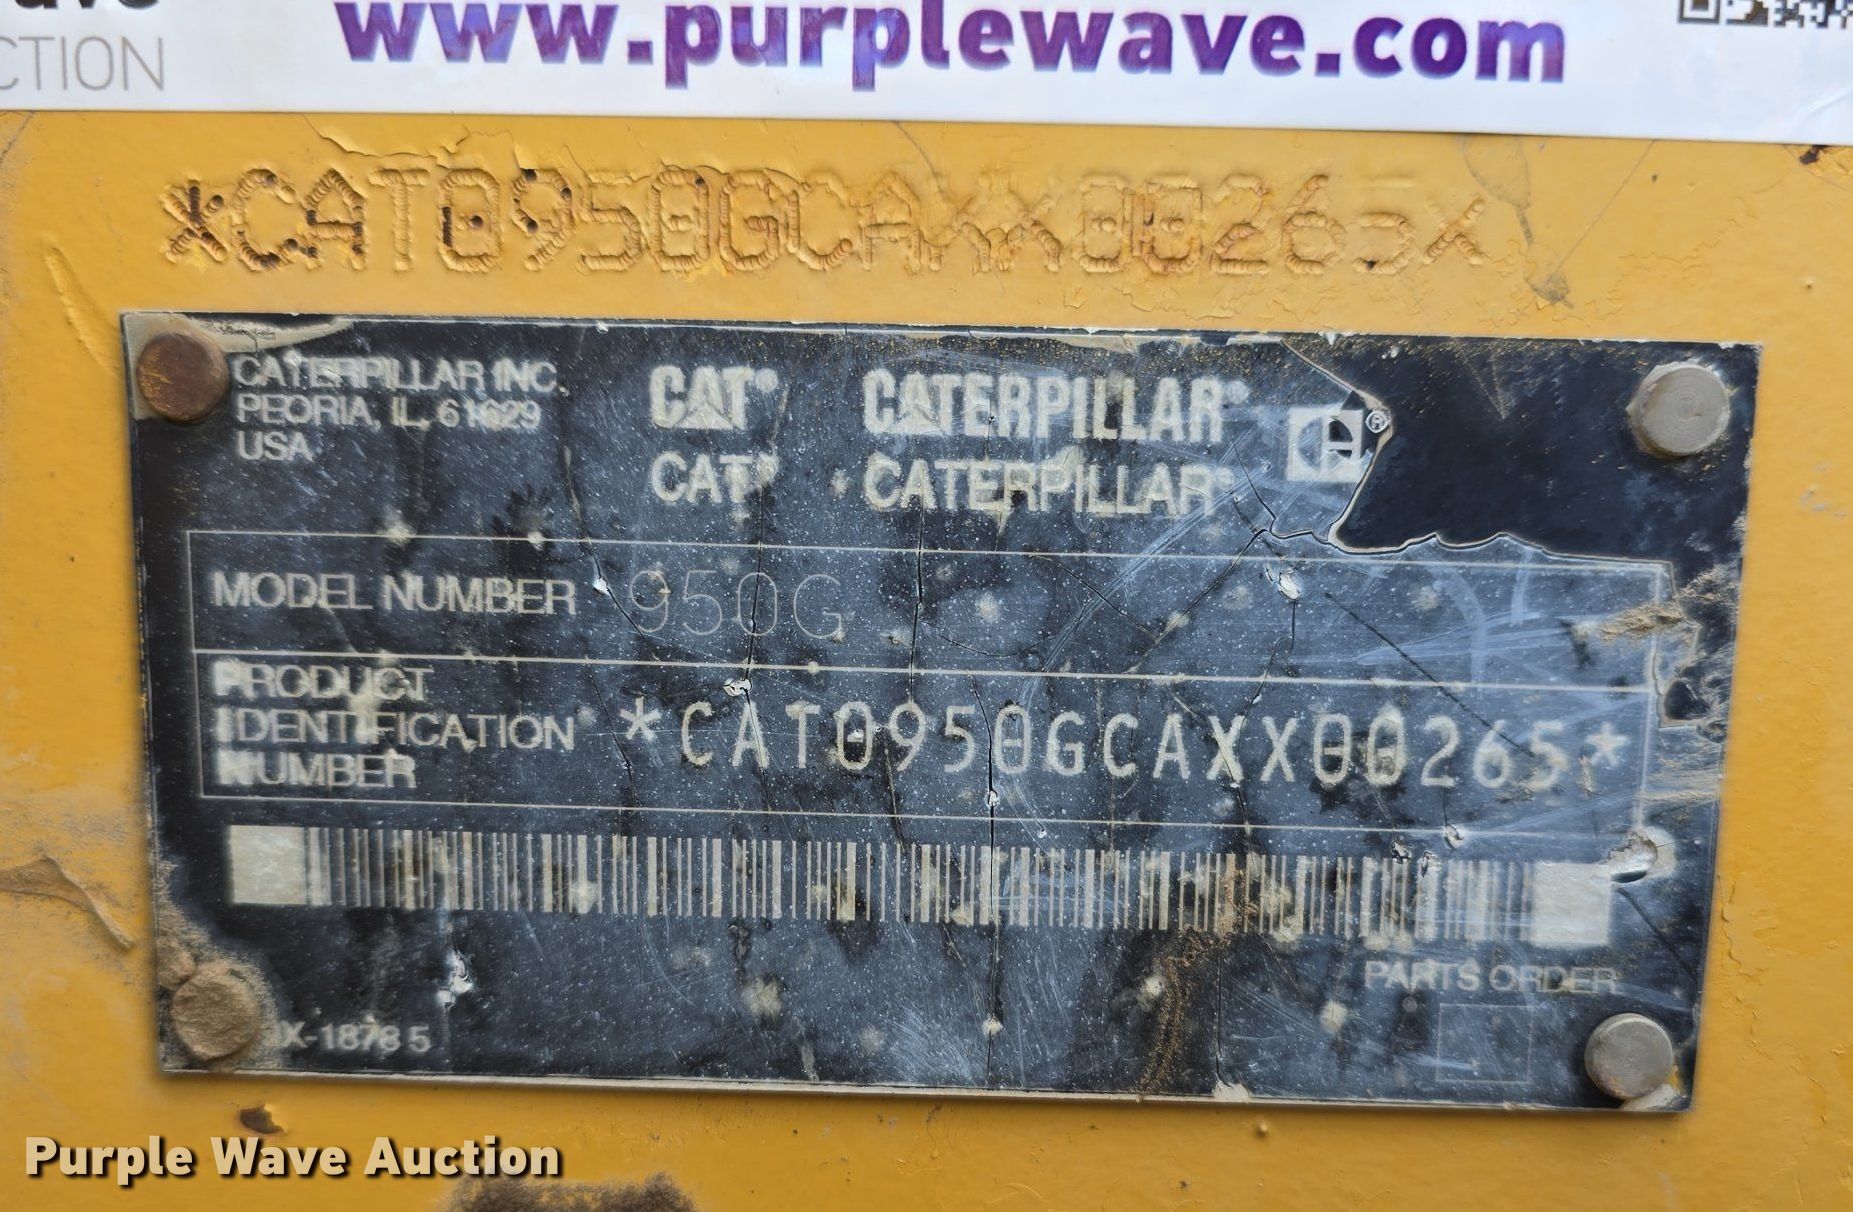 www.purplewave.com
CTION
*CAT0950GCAXX00265*
CATERPILLAR INC.
PEORIA, IL. 61629
USA
CAT® CATERPILLAR®
CAT® CATERPILLAR®
MODEL NUMBER 950G
PRODUCT
IDENTIFICATION
NUMBER
*CAT0950GCAXX00265*
PARTS ORDER
X-1878 5
Purple Wave Auction